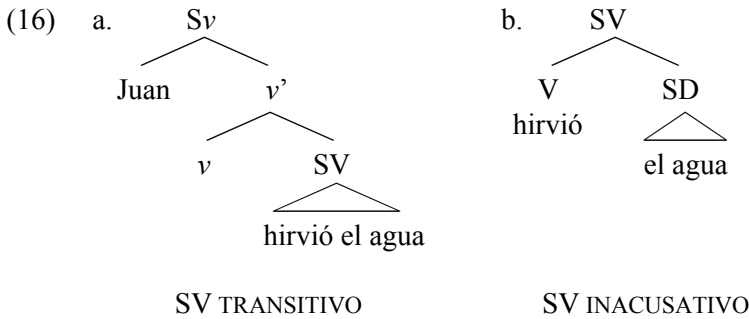 (16) a. Sv b. SV
Juan v’ V SD
hirvió
v SV el agua
hirvió el agua
SV TRANSITIVO SV INACUSATIVO